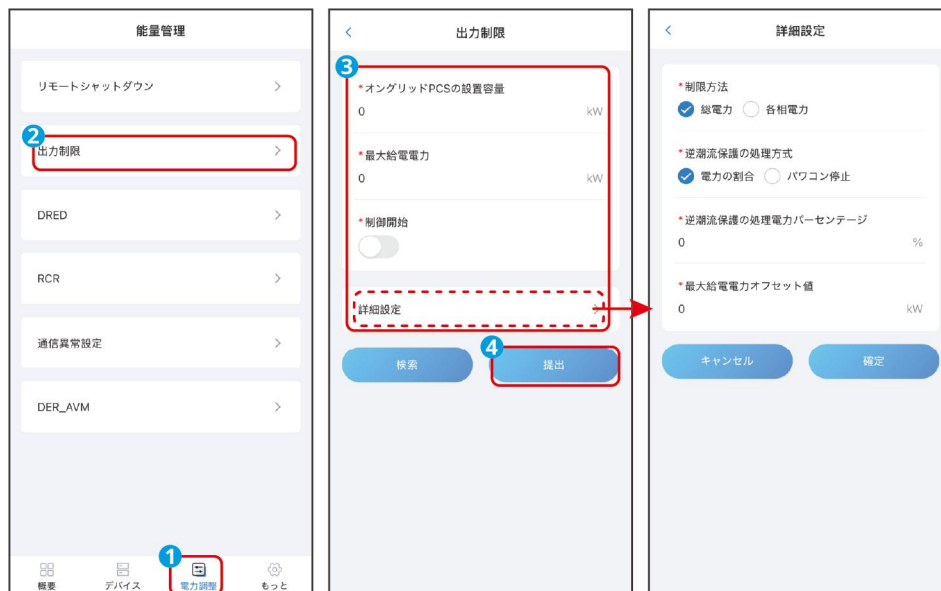 能量管理
リモートシャットダウン
2
出力制限
DRED
RCR
通信異常設定
DER_AVM
1
概要
デバイス
電力調整
もっと
出力制限
3
*オングリッドPCSの設置容量
0 kW
*最大給電電力
0 kW
*制御開始
詳細設定
4
検索
提出
詳細設定
*制限方法
総電力 各相電力
*逆潮流保護の処理方式
電力の割合 パワコン停止
*逆潮流保護の処理電力パーセンテージ
0 %
*最大給電電力オフセット値
0 kW
キャンセル
確定